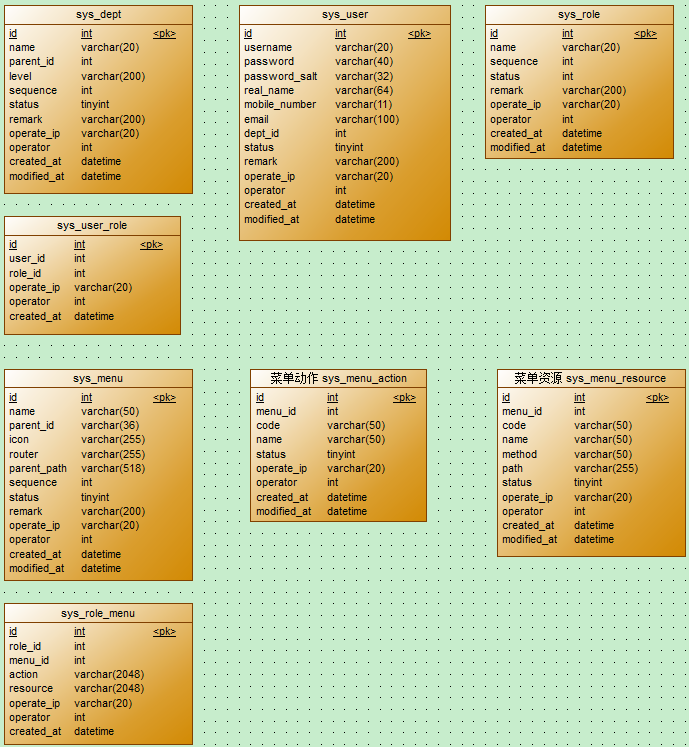 sys_dept
id int <pk>
name varchar(20)
parent_id int
level varchar(200)
sequence int
status tinyint
remark varchar(200)
operate_ip varchar(20)
operator int
created_at datetime
modified_at datetime
sys_user
id int <pk>
username varchar(20)
password varchar(40)
password_salt varchar(32)
real_name varchar(64)
mobile_number varchar(11)
email varchar(100)
dept_id int
status tinyint
remark varchar(200)
operate_ip varchar(20)
operator int
created_at datetime
modified_at datetime
sys_role
id int <pk>
name varchar(20)
sequence int
status int
remark varchar(200)
operate_ip varchar(20)
operator int
created_at datetime
modified_at datetime
sys_user_role
id int <pk>
user_id int
role_id int
operate_ip varchar(20)
operator int
created_at datetime
sys_menu
id int <pk>
name varchar(50)
parent_id varchar(36)
icon varchar(255)
router varchar(255)
parent_path varchar(518)
sequence int
status tinyint
remark varchar(200)
operate_ip varchar(20)
operator int
created_at datetime
modified_at datetime
菜单动作 sys_menu_action
id int <pk>
menu_id int
code varchar(50)
name varchar(50)
status tinyint
operate_ip varchar(20)
operator int
created_at datetime
modified_at datetime
菜单资源 sys_menu_resource
id int <pk>
menu_id int
code varchar(50)
name varchar(50)
method varchar(50)
path varchar(255)
status tinyint
operate_ip varchar(20)
operator int
created_at datetime
modified_at datetime
sys_role_menu
id int <pk>
role_id int
menu_id int
action varchar(2048)
resource varchar(2048)
operate_ip varchar(20)
operator int
created_at datetime